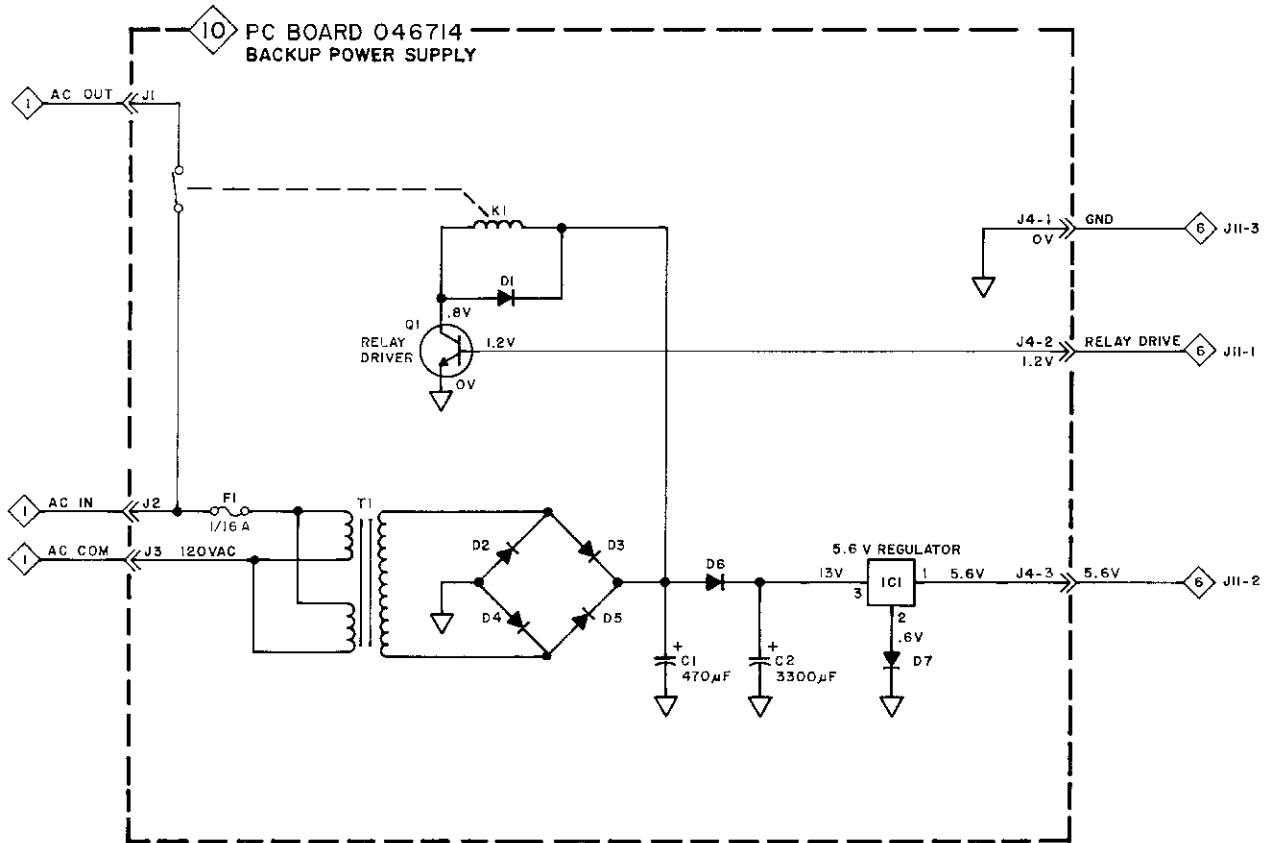 10 PC BOARD 046714
BACKUP POWER SUPPLY
1 AC OUT J1
K1
J4-1 GND 6 J11-3
0V
D1
.8V
Q1
RELAY DRIVER
1.2V
0V
J4-2 RELAY DRIVE 6 J11-1
1.2V
1 AC IN J2 F1 T1
1/16 A
1 AC COM J3 120VAC
D2 D3
D4 D5
D6
5.6 V REGULATOR
13V IC1 1 5.6V J4-3 5.6V 6 J11-2
3
2
.6V
D7
+ C1
470µF
+ C2
3300µF